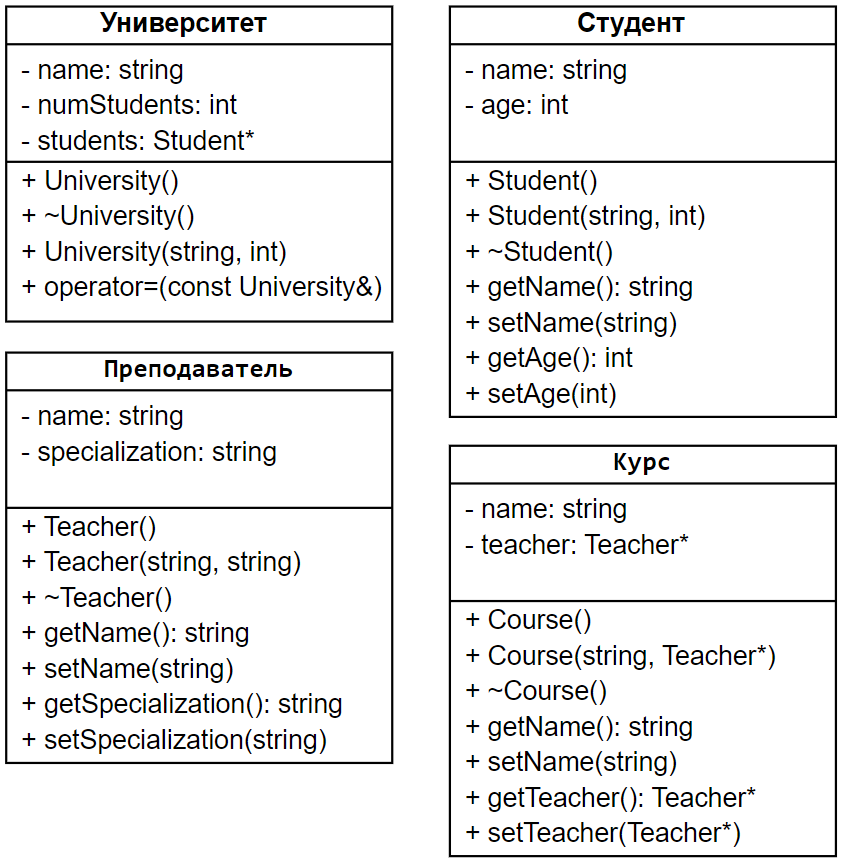 Университет
- name: string
- numStudents: int
- students: Student*
+ University()
+ ~University()
+ University(string, int)
+ operator=(const University&)
Студент
- name: string
- age: int
+ Student()
+ Student(string, int)
+ ~Student()
+ getName(): string
+ setName(string)
+ getAge(): int
+ setAge(int)
Преподаватель
- name: string
- specialization: string
+ Teacher()
+ Teacher(string, string)
+ ~Teacher()
+ getName(): string
+ setName(string)
+ getSpecialization(): string
+ setSpecialization(string)
Курс
- name: string
- teacher: Teacher*
+ Course()
+ Course(string, Teacher*)
+ ~Course()
+ getName(): string
+ setName(string)
+ getTeacher(): Teacher*
+ setTeacher(Teacher*)